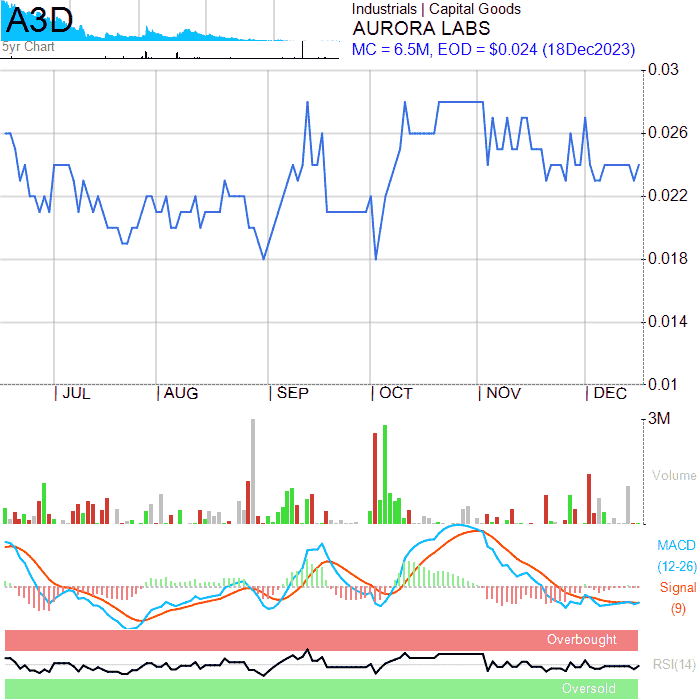 A3D
5yr Chart
Industrials | Capital Goods
AURORA LABS
MC = 6.5M, EOD = $0.024 (18Dec2023)
0.03
0.026
0.022
0.018
0.014
0.01
| JUL | AUG | SEP | OCT | NOV | DEC
3M
Volume
MACD
(12-26)
Signal
(9)
Overbought
RSI(14)
Oversold